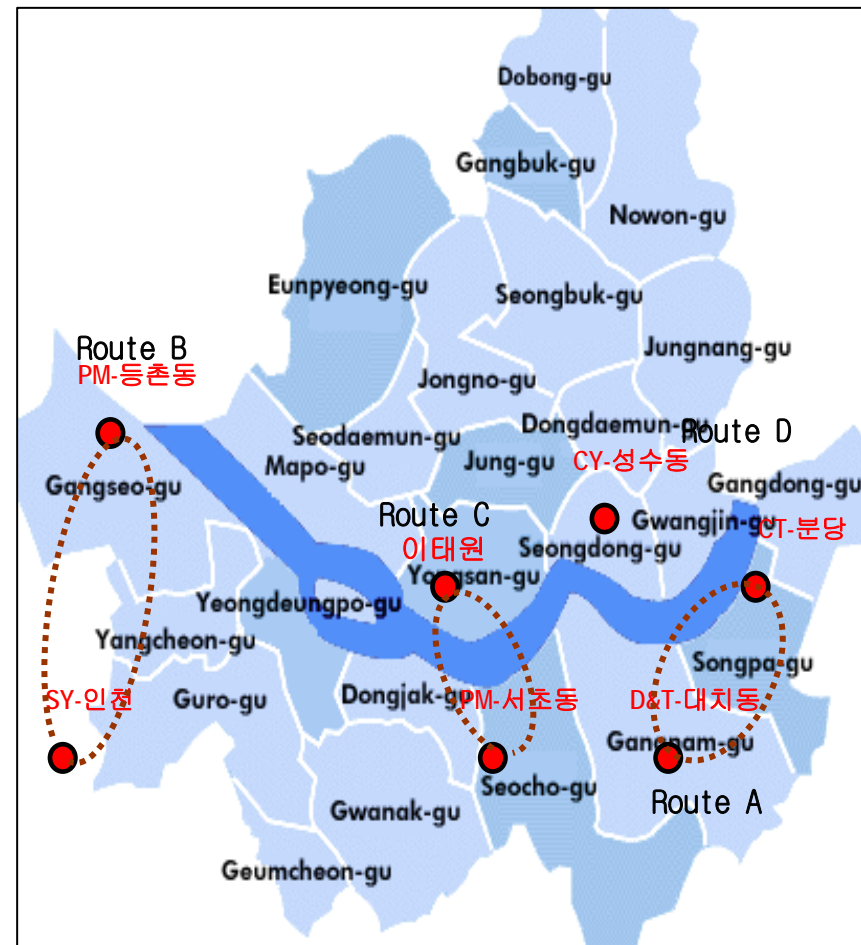 Dobong-gu
Gangbuk-gu
Nowon-gu
Eunpyeong-gu
Seongbuk-gu
Route B
PM-등촌동
Jungnang-gu
Jongno-gu
Dongdaemun-gu
Route D
Seodaemun-gu
Mapo-gu
Jung-gu
CY-성수동
Gangseo-gu
Gangdong-gu
Route C
Gwangjin-gu
CT-분당
이태원
Seongdong-gu
Yongsan-gu
Yeongdeungpo-gu
Yangcheon-gu
Songpa-gu
SY-인천
Guro-gu
Dongjak-gu
PM-서초동
D&T-대치동
Gangnam-gu
Seocho-gu
Route A
Gwanak-gu
Geumcheon-gu